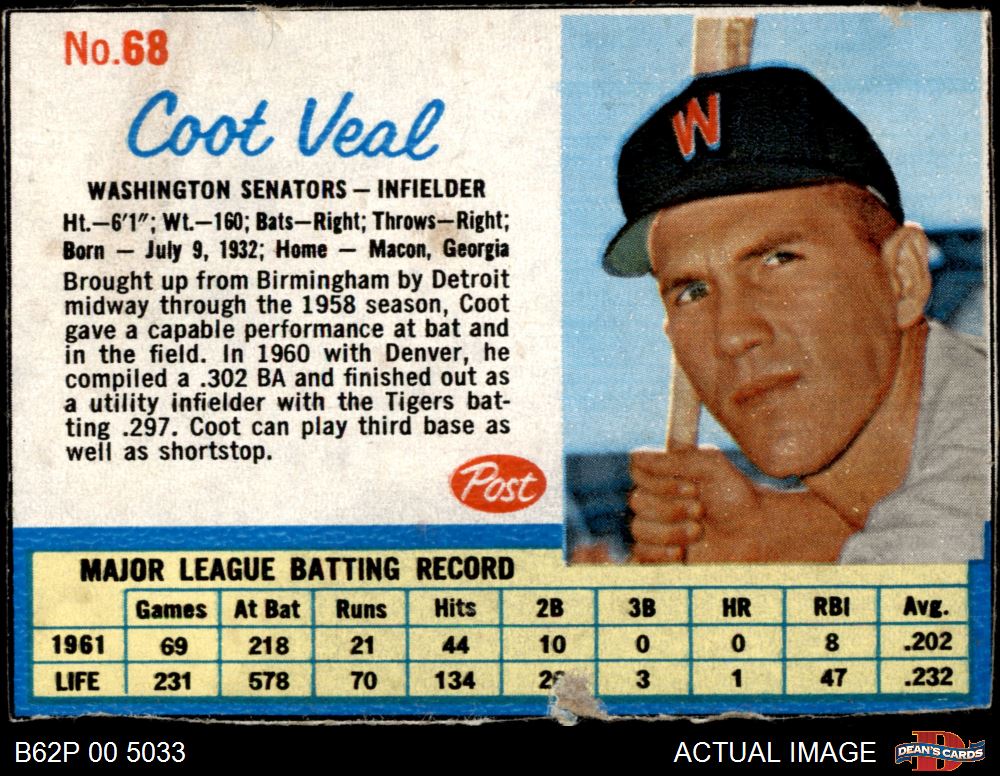 No.68
Coot Veal
WASHINGTON SENATORS – INFIELDER
Ht.–6'1"; Wt.–160; Bats–Right; Throws–Right;
Born – July 9, 1932; Home – Macon, Georgia
Brought up from Birmingham by Detroit
midway through the 1958 season, Coot
gave a capable performance at bat and
in the field. In 1960 with Denver, he
compiled a .302 BA and finished out as
a utility infielder with the Tigers bat-
ting .297. Coot can play third base as
well as shortstop.
Post
W
MAJOR LEAGUE BATTING RECORD
Games At Bat Runs Hits 2B 3B HR RBI Avg.
1961 69 218 21 44 10 0 0 8 .202
LIFE 231 578 70 134 3 1 47 .232
B62P 00 5033
ACTUAL IMAGE
DEAN'S CARDS